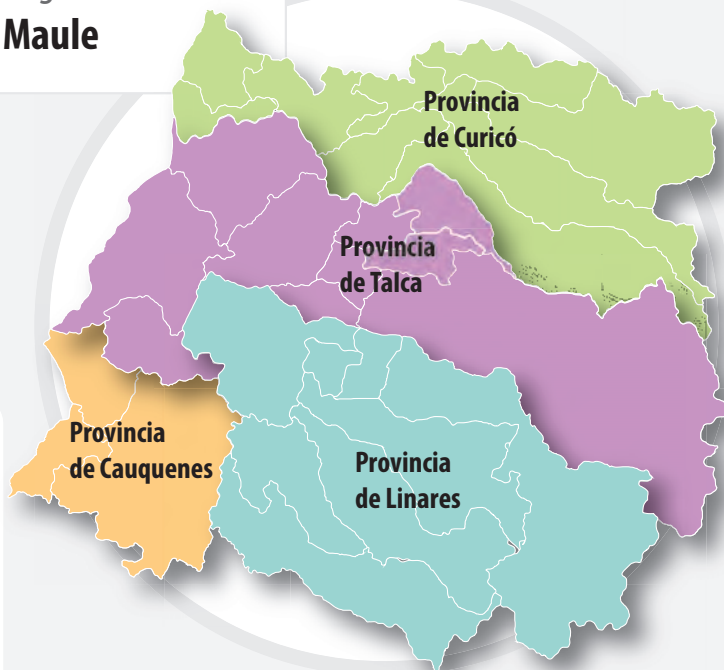 Maule
Provincia
de Curicó
Provincia
de Talca
Provincia
de Cauquenes
Provincia
de Linares